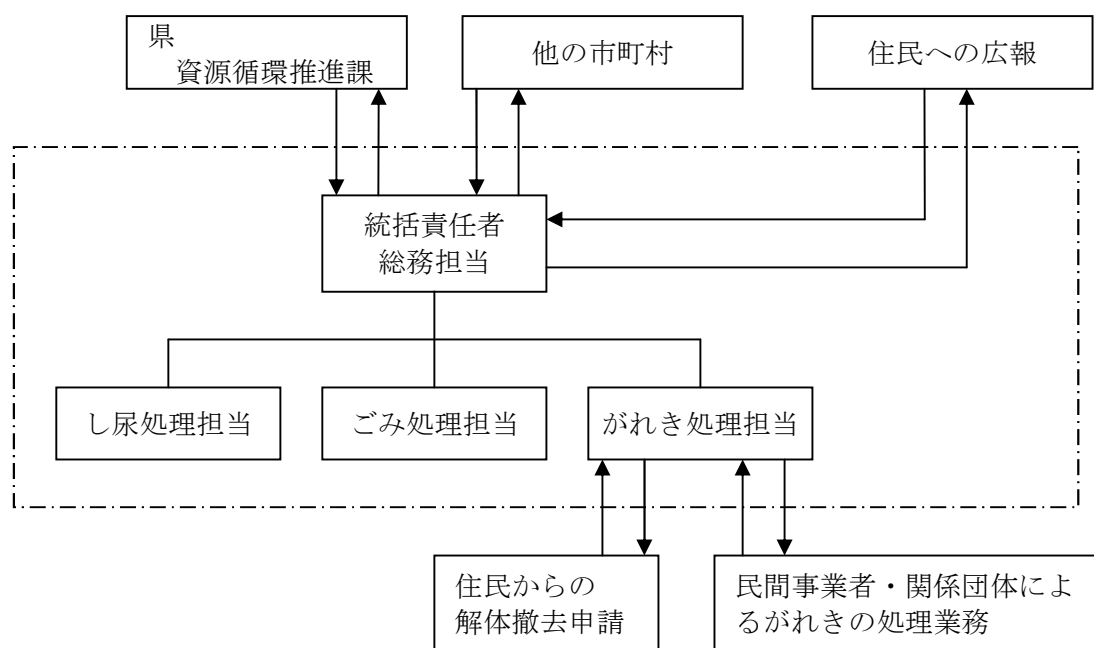 県
資源循環推進課
他の市町村
住民への広報
統括責任者
総務担当
し尿処理担当
ごみ処理担当
がれき処理担当
住民からの
解体撤去申請
民間事業者・関係団体によ
るがれきの処理業務